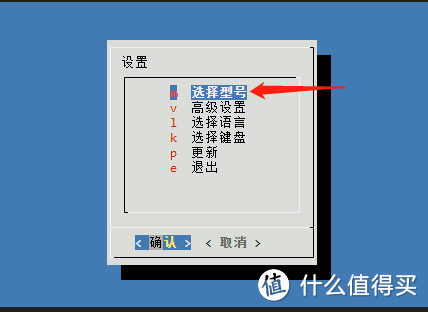 设置
选择型号
v 高级设置
l 选择语言
k 选择键盘
p 更新
e 退出
< 确认 > < 取消 >
值 什么值得买